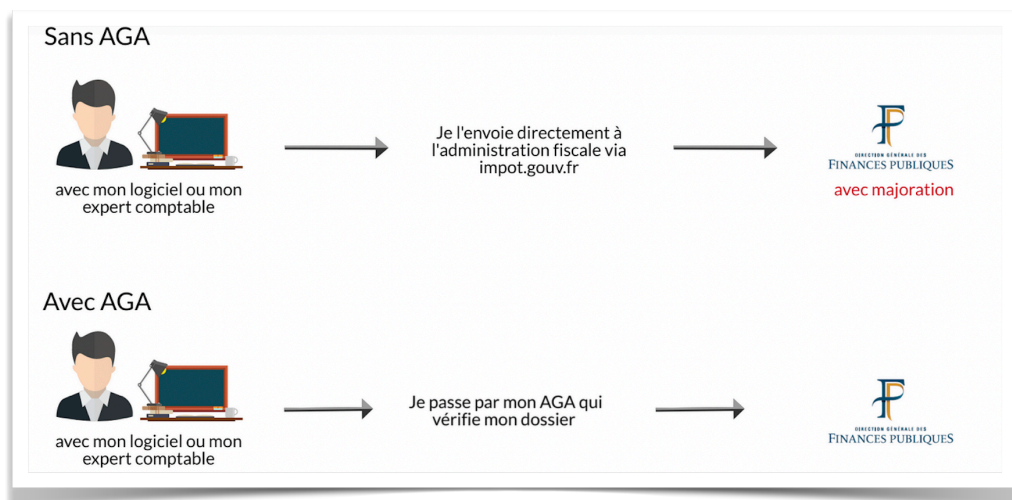 Sans AGA
avec mon logiciel ou mon
expert comptable
Je l'envoie directement à
l'administration fiscale via
impot.gouv.fr
DIRECTION GÉNÉRALE DES
FINANCES PUBLIQUES
avec majoration
Avec AGA
avec mon logiciel ou mon
expert comptable
Je passe par mon AGA qui
vérifie mon dossier
DIRECTION GÉNÉRALE DES
FINANCES PUBLIQUES